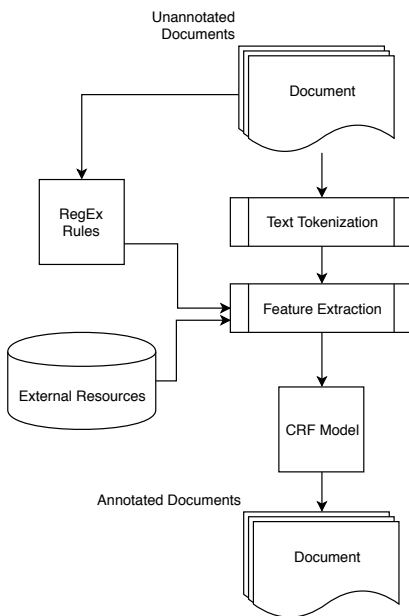 Unannotated
Documents
Document
RegEx
Rules
Text Tokenization
Feature Extraction
External Resources
CRF Model
Annotated Documents
Document